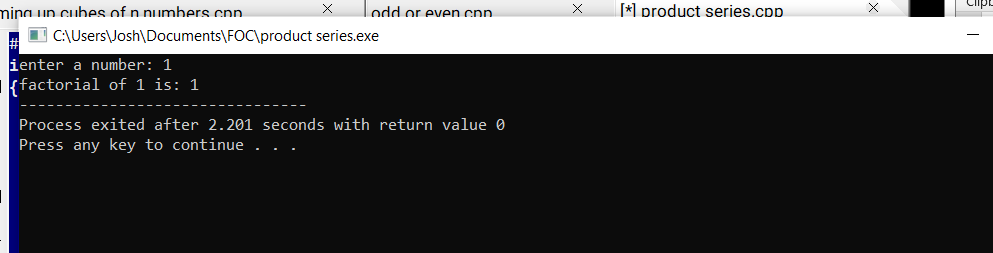 ming up cubes of n numbers.cpp odd or even.cpp [*] product series.cpp Clipb
C:\Users\Josh\Documents\FOC\product series.exe
#
i enter a number: 1
{ factorial of 1 is: 1
--------------------------------
Process exited after 2.201 seconds with return value 0
Press any key to continue . . .